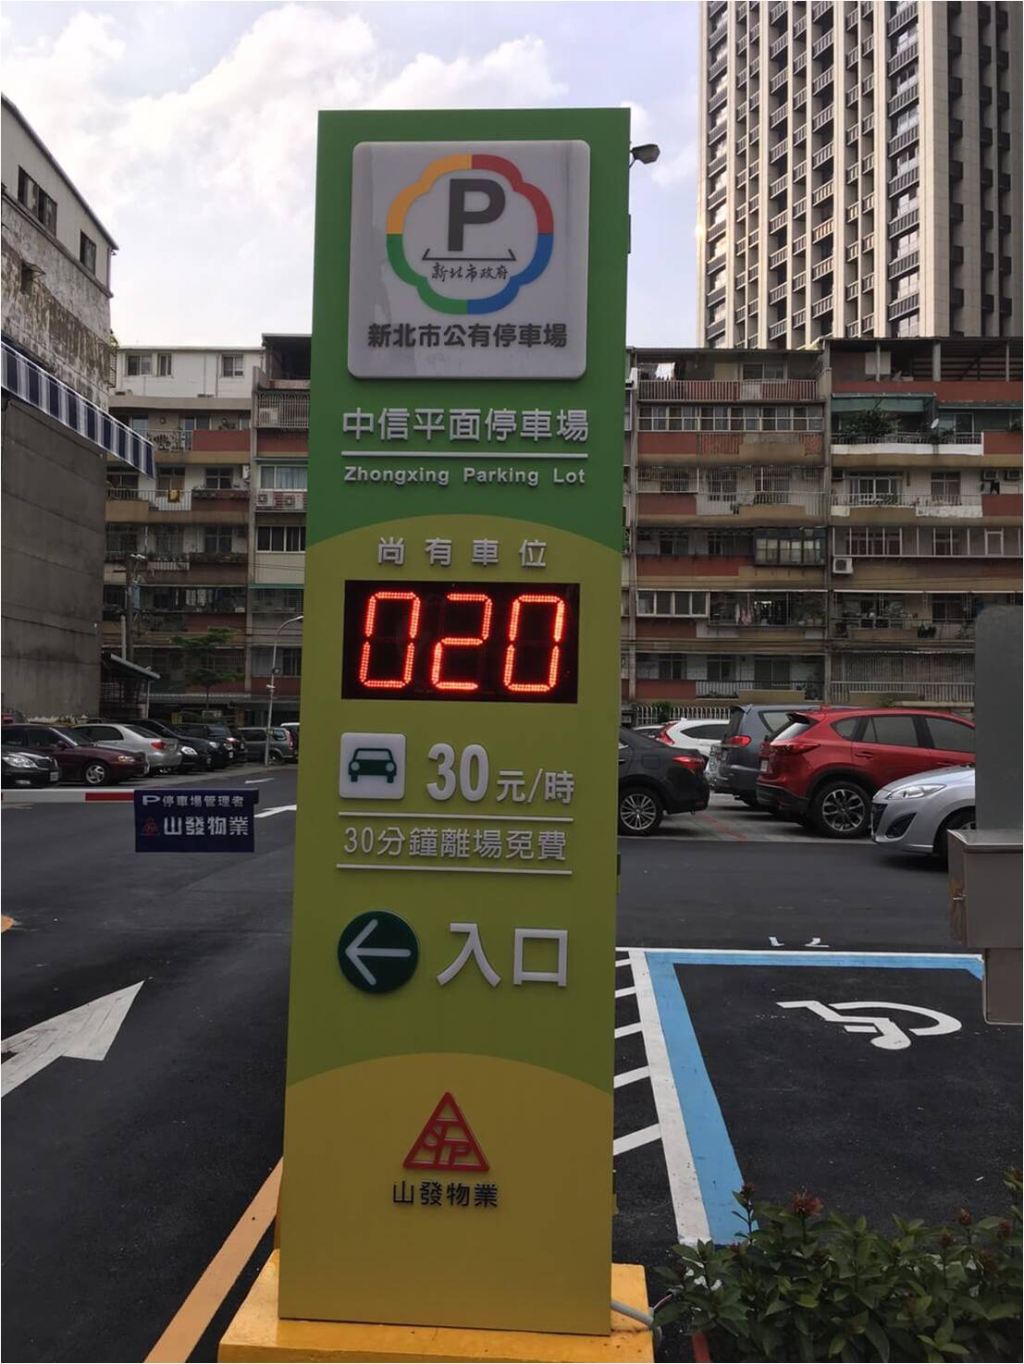 P
新北市政府
新北市公有停車場
中信平面停車場
Zhongxing Parking Lot
尚有車位
020
30元/時
30分鐘離場免費
← 入口
山發物業
P停車場管理者
山發物業
71